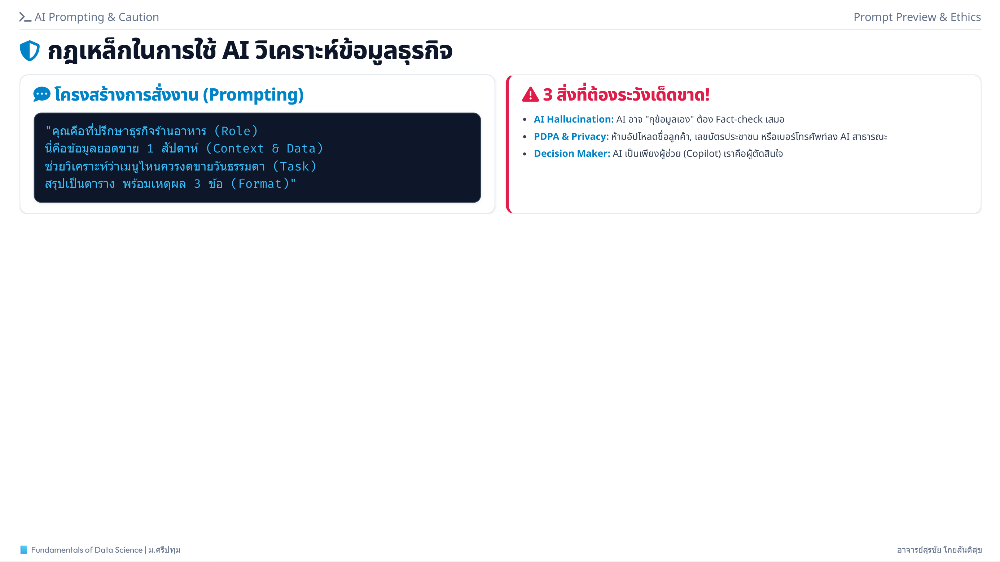 AI Prompting & Caution
Prompt Preview & Ethics
กฎเหล็กในการใช้ AI วิเคราะห์ข้อมูลธุรกิจ
โครงสร้างการสั่งงาน (Prompting)
"คุณคือที่ปรึกษาธุรกิจร้านอาหาร (Role)
นี่คือข้อมูลยอดขาย 1 สัปดาห์ (Context & Data)
ช่วยวิเคราะห์ว่าเมนูไหนควรงดขายวันธรรมดา (Task)
สรุปเป็นตาราง พร้อมเหตุผล 3 ข้อ (Format)"
3 สิ่งที่ต้องระวังเด็ดขาด!
• AI Hallucination: AI อาจ "กุข้อมูลเอง" ต้อง Fact-check เสมอ
• PDPA & Privacy: ห้ามอัปโหลดชื่อลูกค้า, เลขบัตรประชาชน หรือเบอร์โทรศัพท์ลง AI สาธารณะ
• Decision Maker: AI เป็นเพียงผู้ช่วย (Copilot) เราคือผู้ตัดสินใจ
Fundamentals of Data Science | ม.ศรีปทุม
อาจารย์สุรชัย โกยสันติสุข